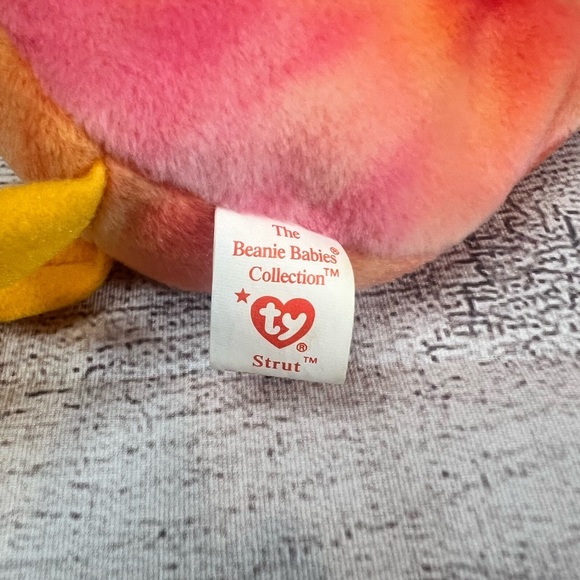 The
Beanie Babies®
Collection™
ty®
Strut™